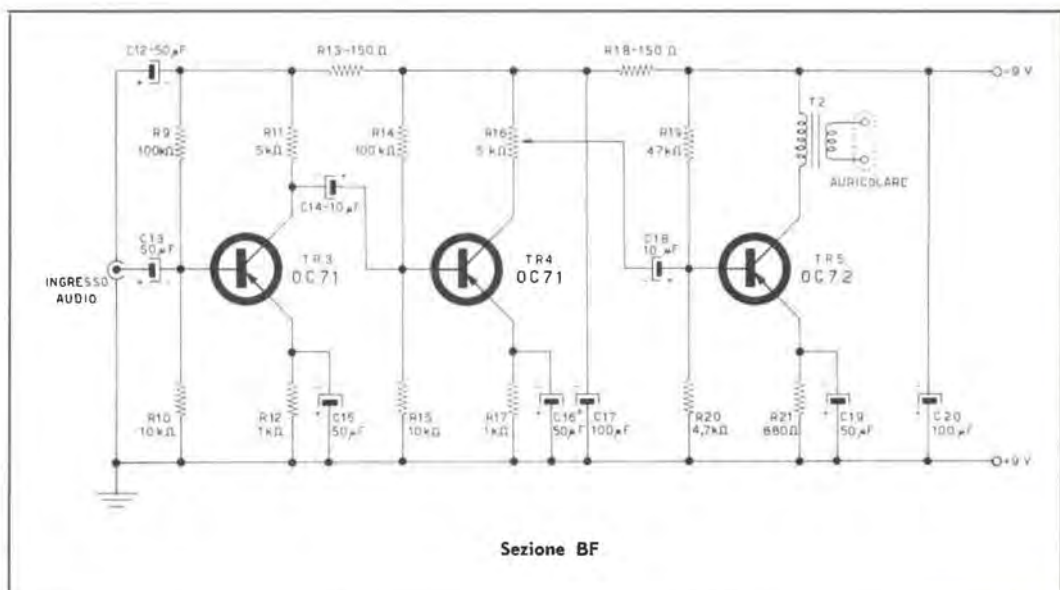 C12-50µF
R13-150 Ω
R18-150 Ω
-9 V
R9
100kΩ
R11
5kΩ
R14
100kΩ
R16
5kΩ
R19
47kΩ
T2
AURICOLARE
C14-10µF
C13
50µF
INGRESSO
AUDIO
TR3
OC71
TR4
OC71
C18
10µF
TR5
OC72
R10
10kΩ
R12
1kΩ
C15
50µF
R15
10kΩ
R17
1kΩ
C16
50µF
C17
100µF
R20
4,7kΩ
R21
680Ω
C19
50µF
C20
100µF
+9 V
Sezione BF